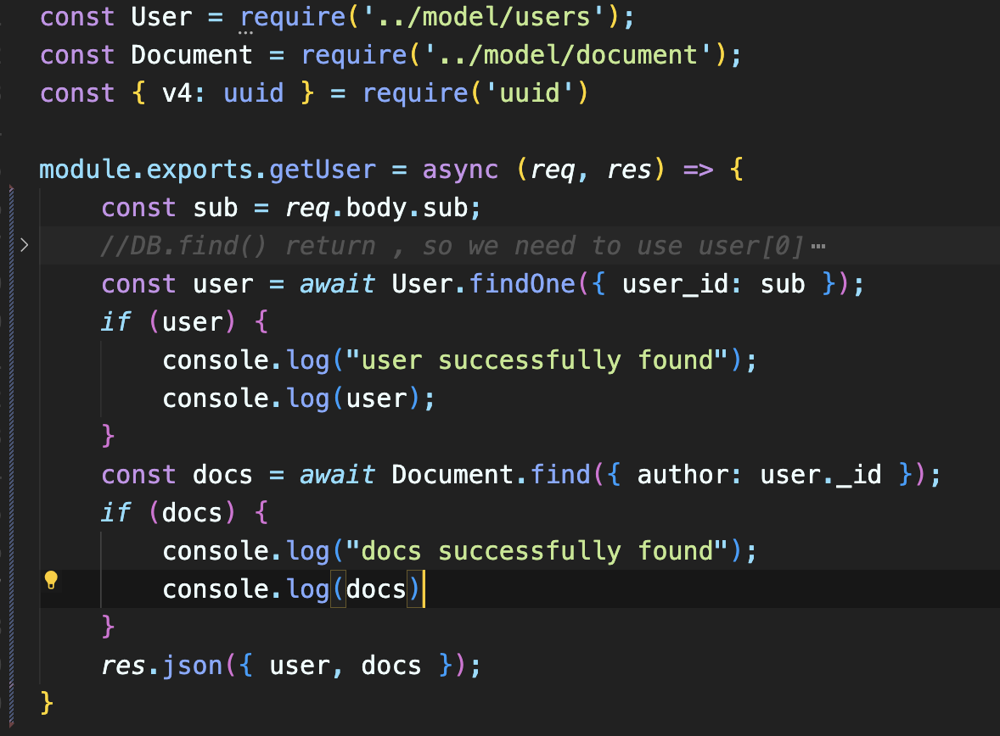 const User = require('../model/users');
const Document = require('../model/document');
const { v4: uuid } = require('uuid')
module.exports.getUser = async (req, res) => {
const sub = req.body.sub;
//DB.find() return , so we need to use user[0]⋯
const user = await User.findOne({ user_id: sub });
if (user) {
console.log("user successfully found");
console.log(user);
}
const docs = await Document.find({ author: user._id });
if (docs) {
console.log("docs successfully found");
console.log(docs)
}
res.json({ user, docs });
}